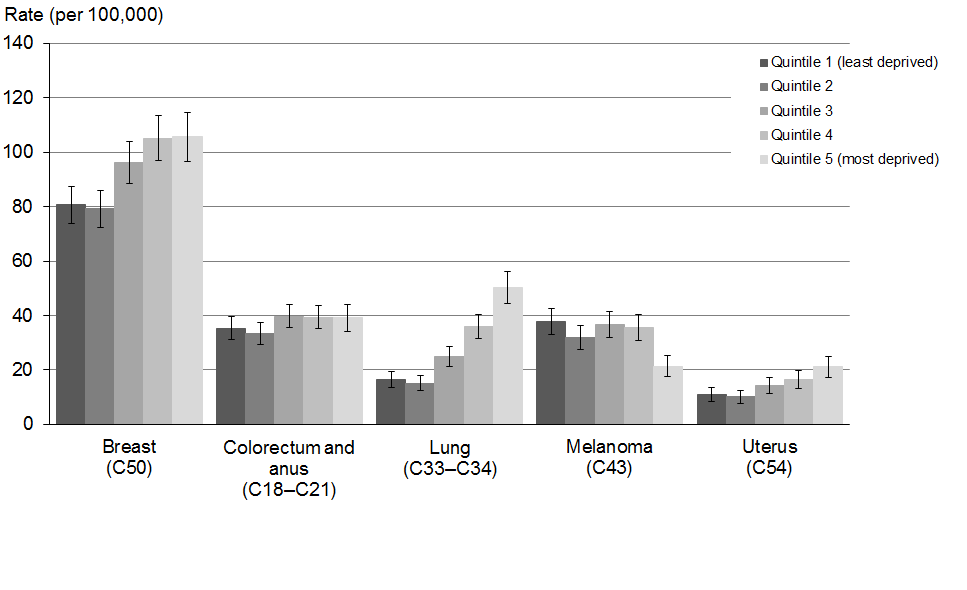 Rate (per 100,000)
140
120
100
80
60
40
20
0
Quintile 1 (least deprived)
Quintile 2
Quintile 3
Quintile 4
Quintile 5 (most deprived)
Breast
(C50)
Colorectum and
anus
(C18–C21)
Lung
(C33–C34)
Melanoma
(C43)
Uterus
(C54)